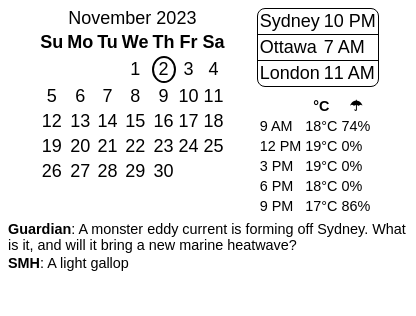 November 2023
Su Mo Tu We Th Fr Sa
1 2 3 4
5 6 7 8 9 10 11
12 13 14 15 16 17 18
19 20 21 22 23 24 25
26 27 28 29 30
Sydney 10 PM
Ottawa 7 AM
London 11 AM
°C ☂
9 AM 18°C 74%
12 PM 19°C 0%
3 PM 19°C 0%
6 PM 18°C 0%
9 PM 17°C 86%
Guardian: A monster eddy current is forming off Sydney. What
is it, and will it bring a new marine heatwave?
SMH: A light gallop